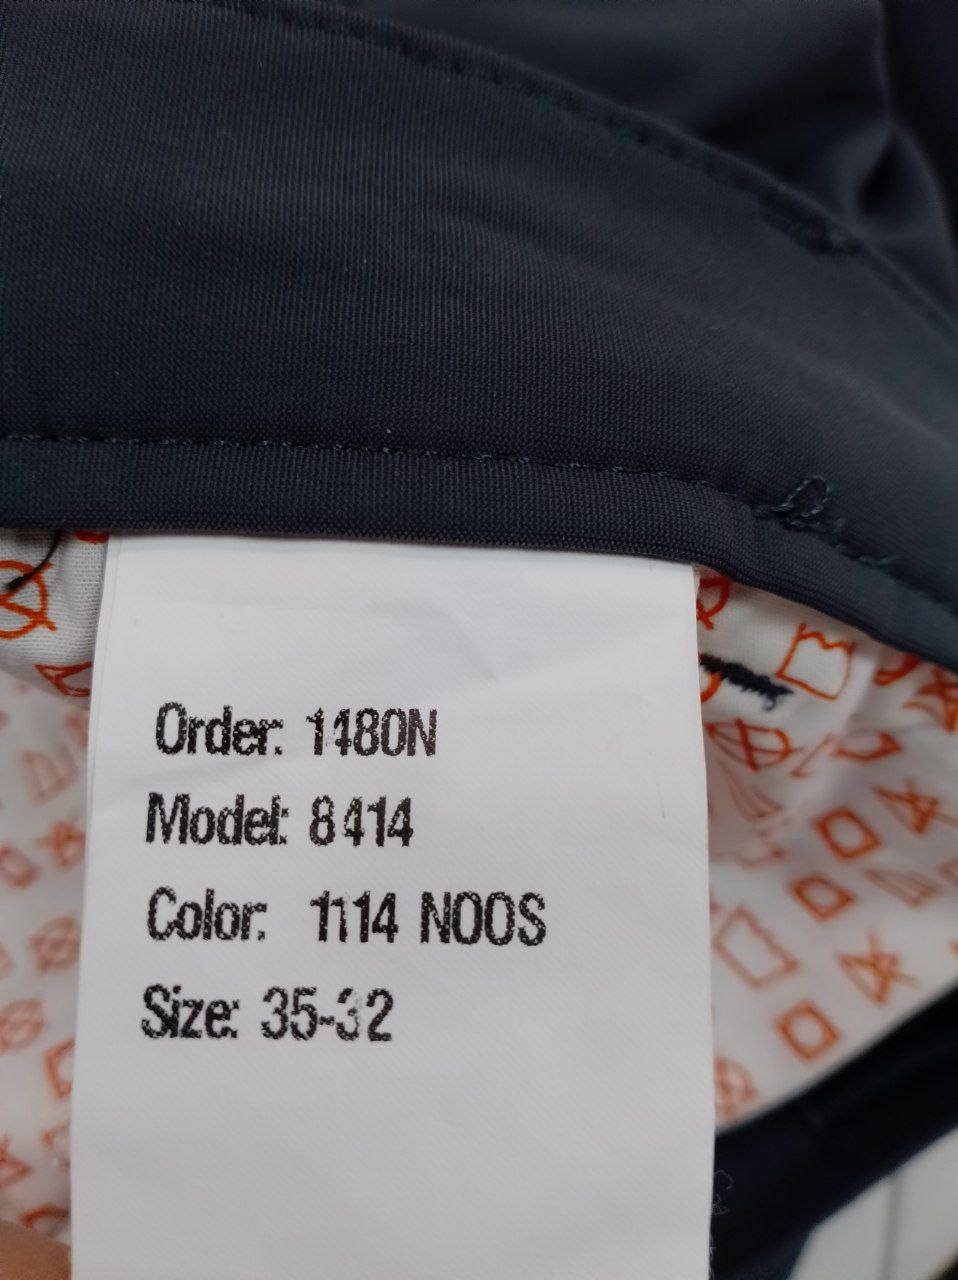 Order: 1480N
Model: 8414
Color: 1114 NOOS
Size: 35-32